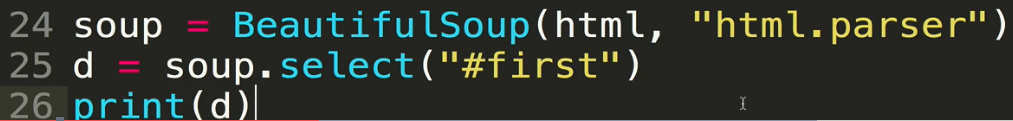 24 soup = BeautifulSoup(html, "html.parser")
25 d = soup.select("#first")
26 print(d)